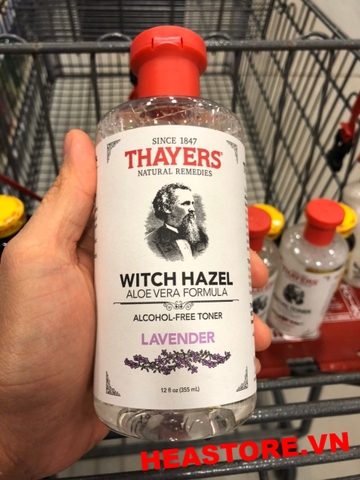 SINCE 1847
THAYERS®
NATURAL REMEDIES
WITCH HAZEL
ALOE VERA FORMULA
ALCOHOL-FREE TONER
LAVENDER
12 fl oz (355 mL)
THAYERS
HEASTORE.VN